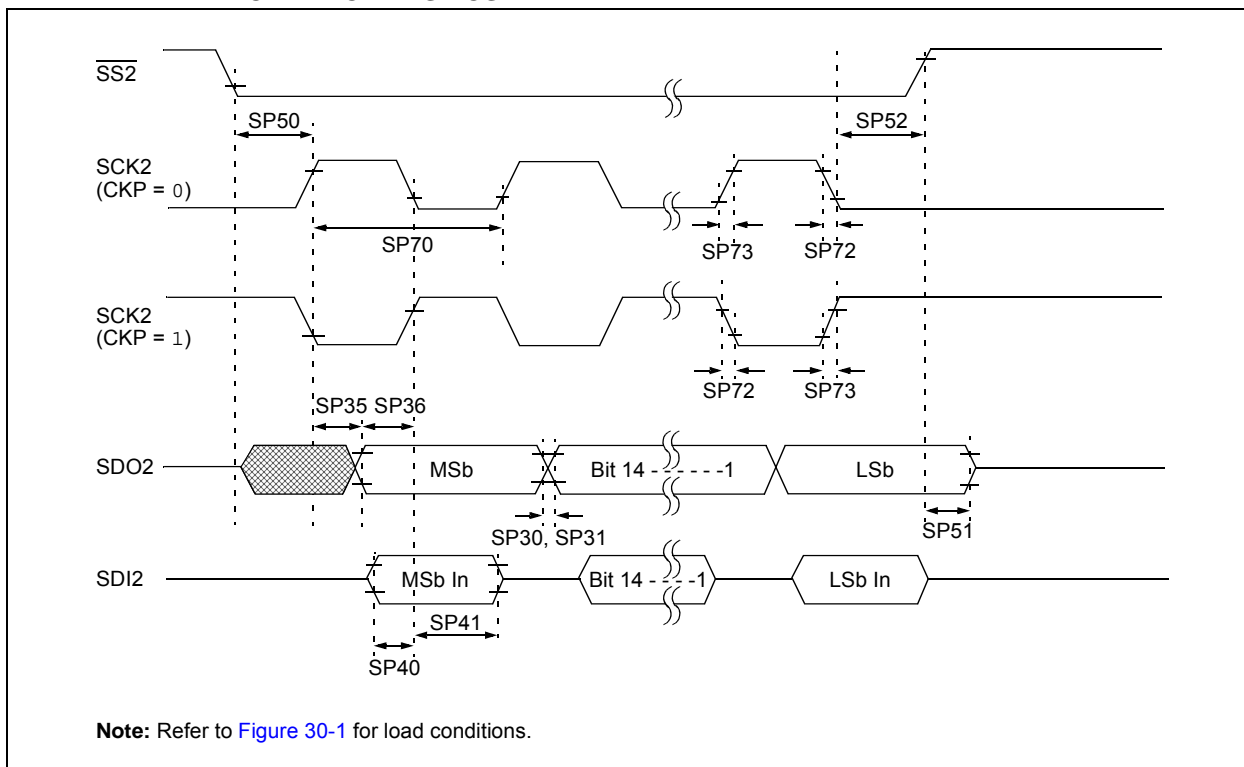 SS2
SP50
SP52
SCK2
(CKP = 0)
SP70
SP73
SP72
SCK2
(CKP = 1)
SP72
SP73
SP35 SP36
SDO2
MSb
Bit 14 - - - - - -1
LSb
SP30, SP31
SP51
SDI2
MSb In
Bit 14 - - - -1
LSb In
SP41
SP40
Note: Refer to Figure 30-1 for load conditions.